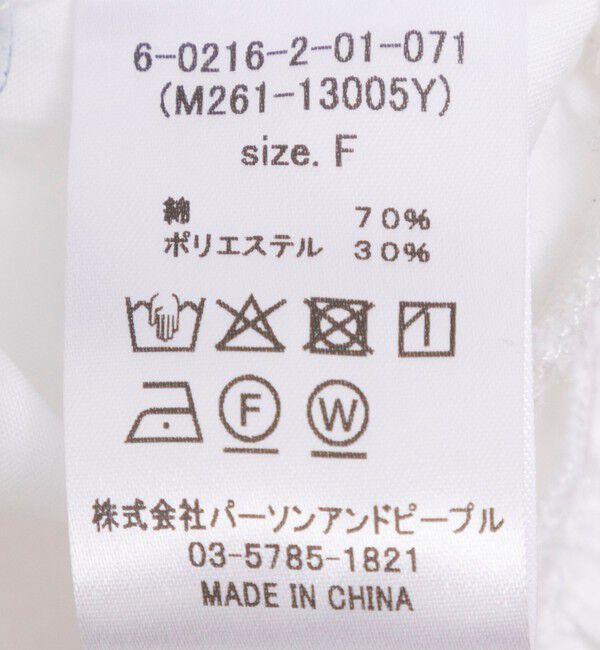 6-0216-2-01-071
(M261-13005Y)
size. F
綿 70%
ポリエステル 30%
F W
株式会社パーソンアンドピープル
03-5785-1821
MADE IN CHINA